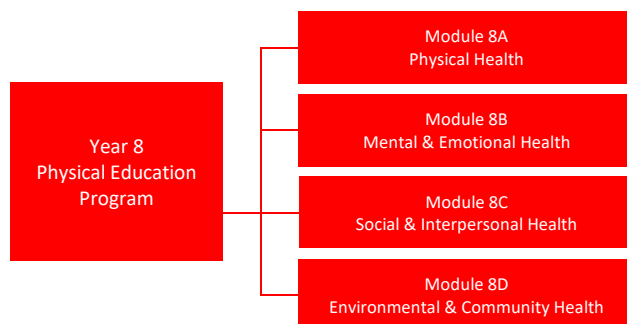 Year 8
Physical Education
Program
Module 8A
Physical Health
Module 8B
Mental & Emotional Health
Module 8C
Social & Interpersonal Health
Module 8D
Environmental & Community Health